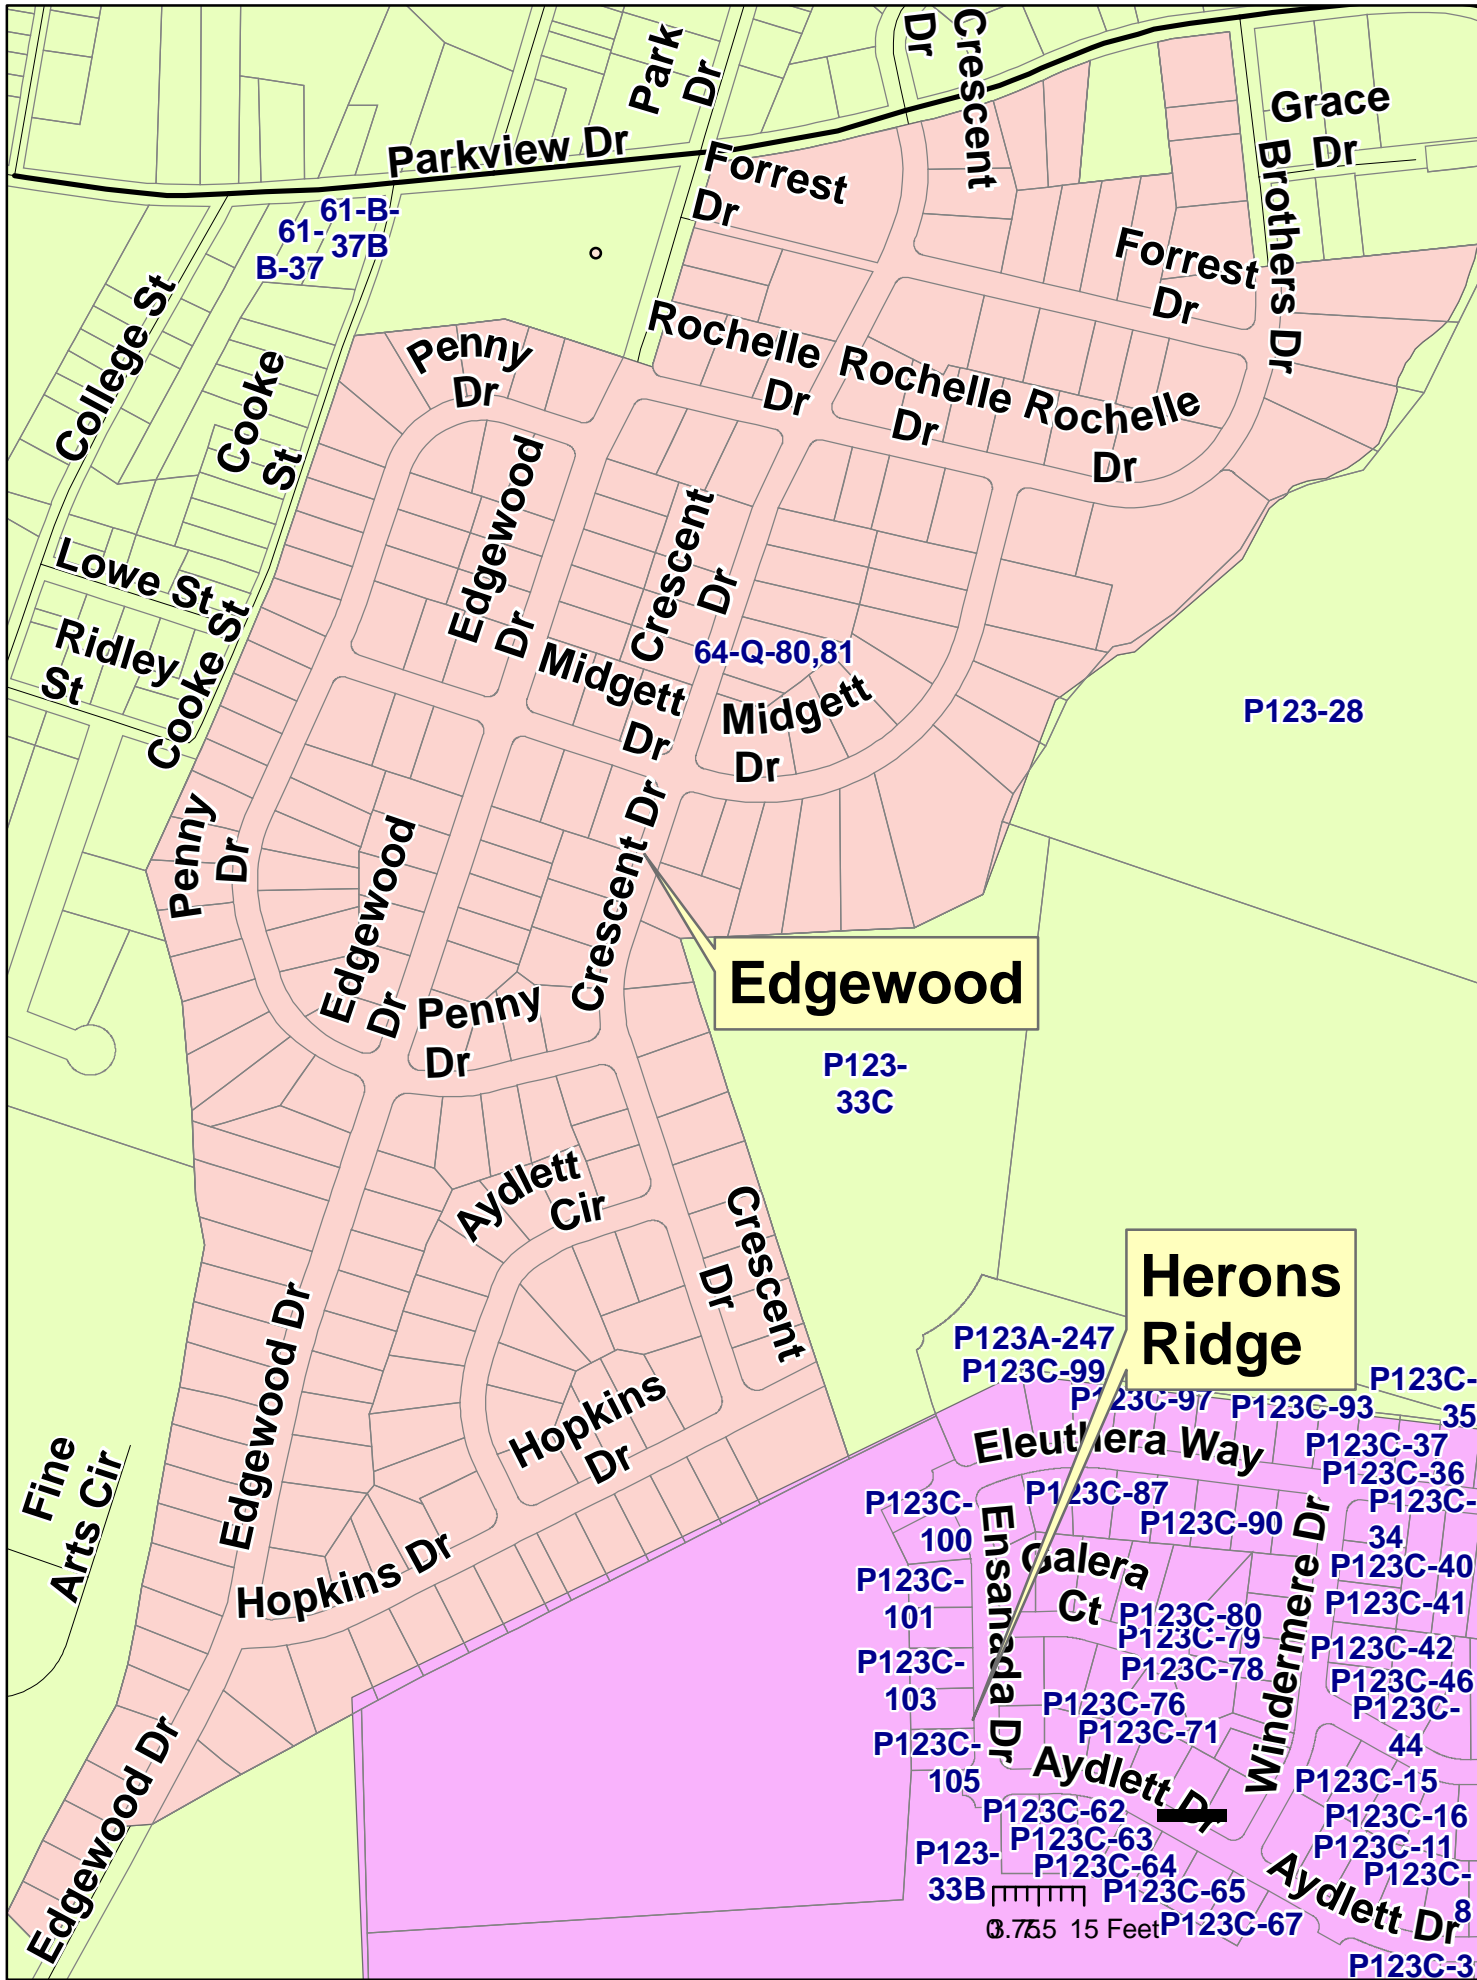 Park
Dr
Crescent
Dr
Grace
Dr
Parkview Dr
Forrest
Dr
Brothers Dr
61-B-
37B
61-
B-37
Forrest
Dr
College St
Cooke
St
Penny
Dr
Rochelle
Dr
Rochelle
Dr
Rochelle
Dr
Edgewood
Dr
Crescent
Dr
Lowe St
Ridley
St
Cooke St
64-Q-80,81
Midgett
Dr
Midgett
Dr
P123-28
Penny
Dr
Edgewood
Dr
Crescent Dr
Edgewood
Penny
Dr
P123-
33C
Aydlett
Cir
Crescent
Dr
Herons
Ridge
Edgewood Dr
P123A-247
P123C-99
P123C-97
P123C-93
P123C-
35
Hopkins
Dr
Eleuthera Way
P123C-37
P123C-36
Fine
Arts Cir
P123C-87
P123C-90
P123C-
34
P123C-
100
Ensanada Dr
Galera
Ct
Windermere Dr
P123C-40
P123C-
101
P123C-41
Hopkins Dr
P123C-80
P123C-79
P123C-78
P123C-42
P123C-46
P123C-
44
P123C-
103
P123C-76
P123C-71
P123C-
105
Aydlett Dr
P123C-15
P123C-16
P123C-11
P123C-
8
P123C-62
P123C-63
P123C-64
P123C-65
P123C-67
P123-
33B
Edgewood Dr
Aydlett Dr
0 3.75 7.5 15 Feet
P123C-3